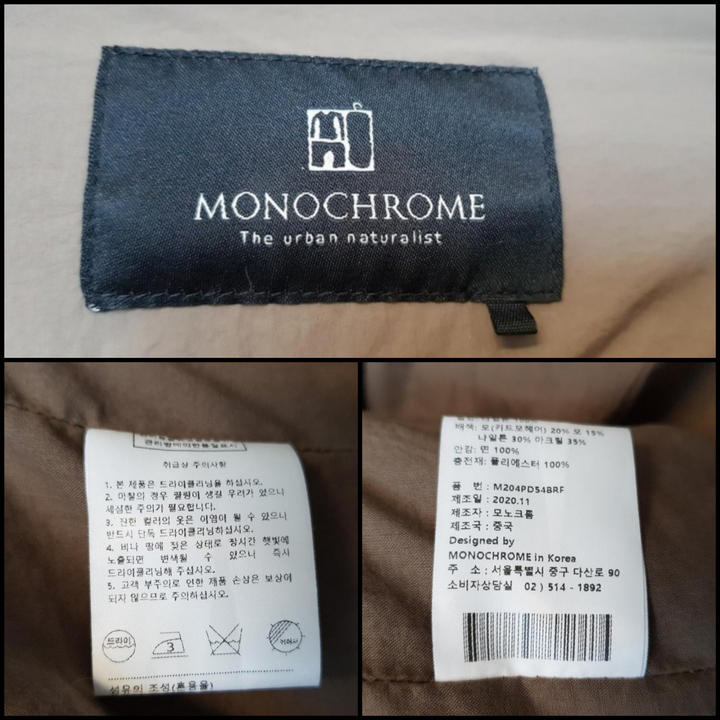 MONOCHROME
The urban naturalist
취급상 주의사항
1. 본 제품은 드라이클리닝을 하십시오.
2. 마찰의 경우 필링이 생길 우려가 있으니
세심한 주의가 필요합니다.
3. 진한 컬러의 옷은 이염이 될 수 있으니
반드시 단독 드라이클리닝하십시오.
4. 비나 땀에 젖은 상태로 장시간 햇빛에
노출되면 변색될 수 있으니 즉시
드라이클리닝해 주십시오.
5. 고객 부주의로 인한 제품 손상은 보상이
되지 않으므로 주의하십시오.
드라이
3
섬유의 조성(혼용율)
배색: 모(키드모헤어) 20% 모 15%
나일론 30% 아크릴 35%
안감: 면 100%
충전재: 폴리에스터 100%
품 번 : M204PD54BRF
제조일 : 2020.11
제조자 : 모노크롬
제조국 : 중국
Designed by
MONOCHROME in Korea
주 소 : 서울특별시 중구 다산로 90
소비자상담실 02 ) 514 - 1892